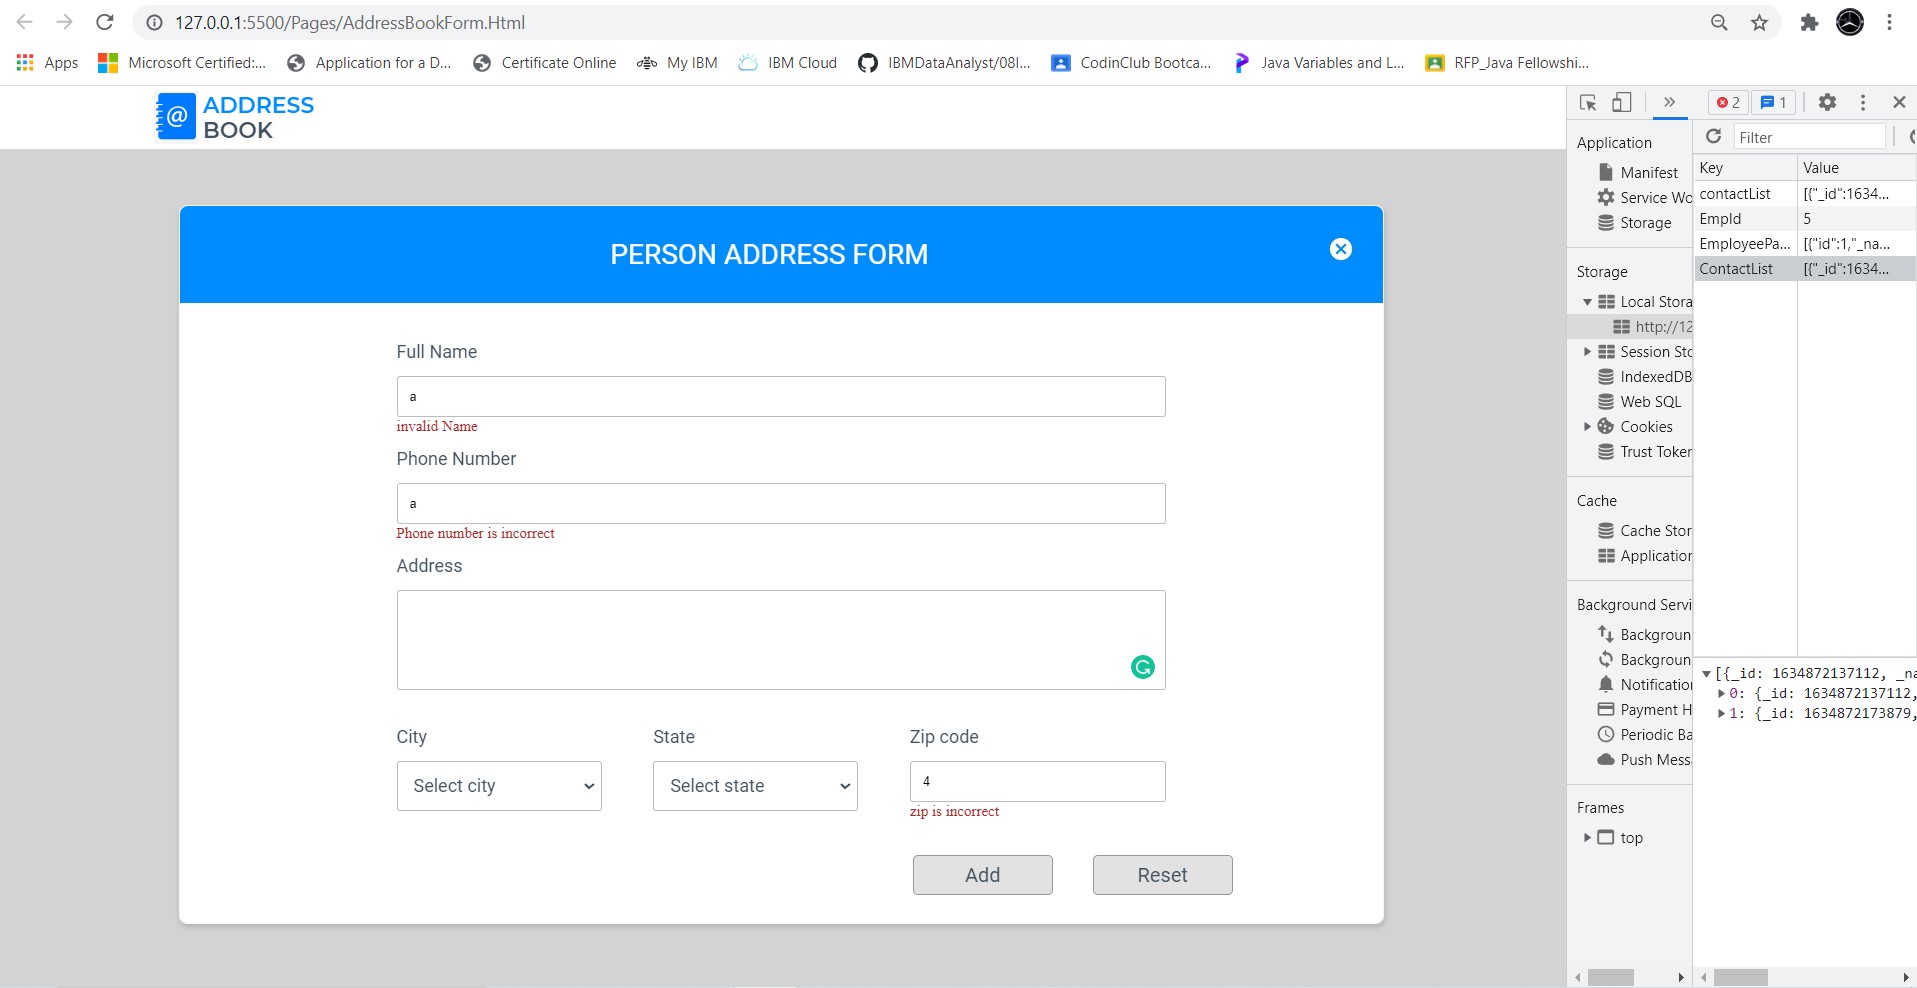 127.0.0.1:5500/Pages/AddressBookForm.Html
Apps
Microsoft Certified:...
Application for a D...
Certificate Online
My IBM
IBM Cloud
IBMDataAnalyst/08l...
CodinClub Bootca...
Java Variables and L...
RFP_Java Fellowshi...
@ ADDRESS
BOOK
PERSON ADDRESS FORM
Full Name
a
invalid Name
Phone Number
a
Phone number is incorrect
Address
City
State
Zip code
Select city
Select state
4
zip is incorrect
Add
Reset
2
1
Application
Manifest
Service Wo
Storage
Storage
Local Stora
http://12
Session Sto
IndexedDB
Web SQL
Cookies
Trust Token
Cache
Cache Stor
Application
Background Servi
Backgroun
Backgroun
Notification
Payment H
Periodic Ba
Push Mess
Frames
top
Filter
Key Value
contactList [{"_id":1634...
EmpId 5
EmployeePa... [{"id":1,"_na...
ContactList [{"_id":1634...
[{_id: 1634872137112, _na
0: {_id: 1634872137112,
1: {_id: 1634872173879,